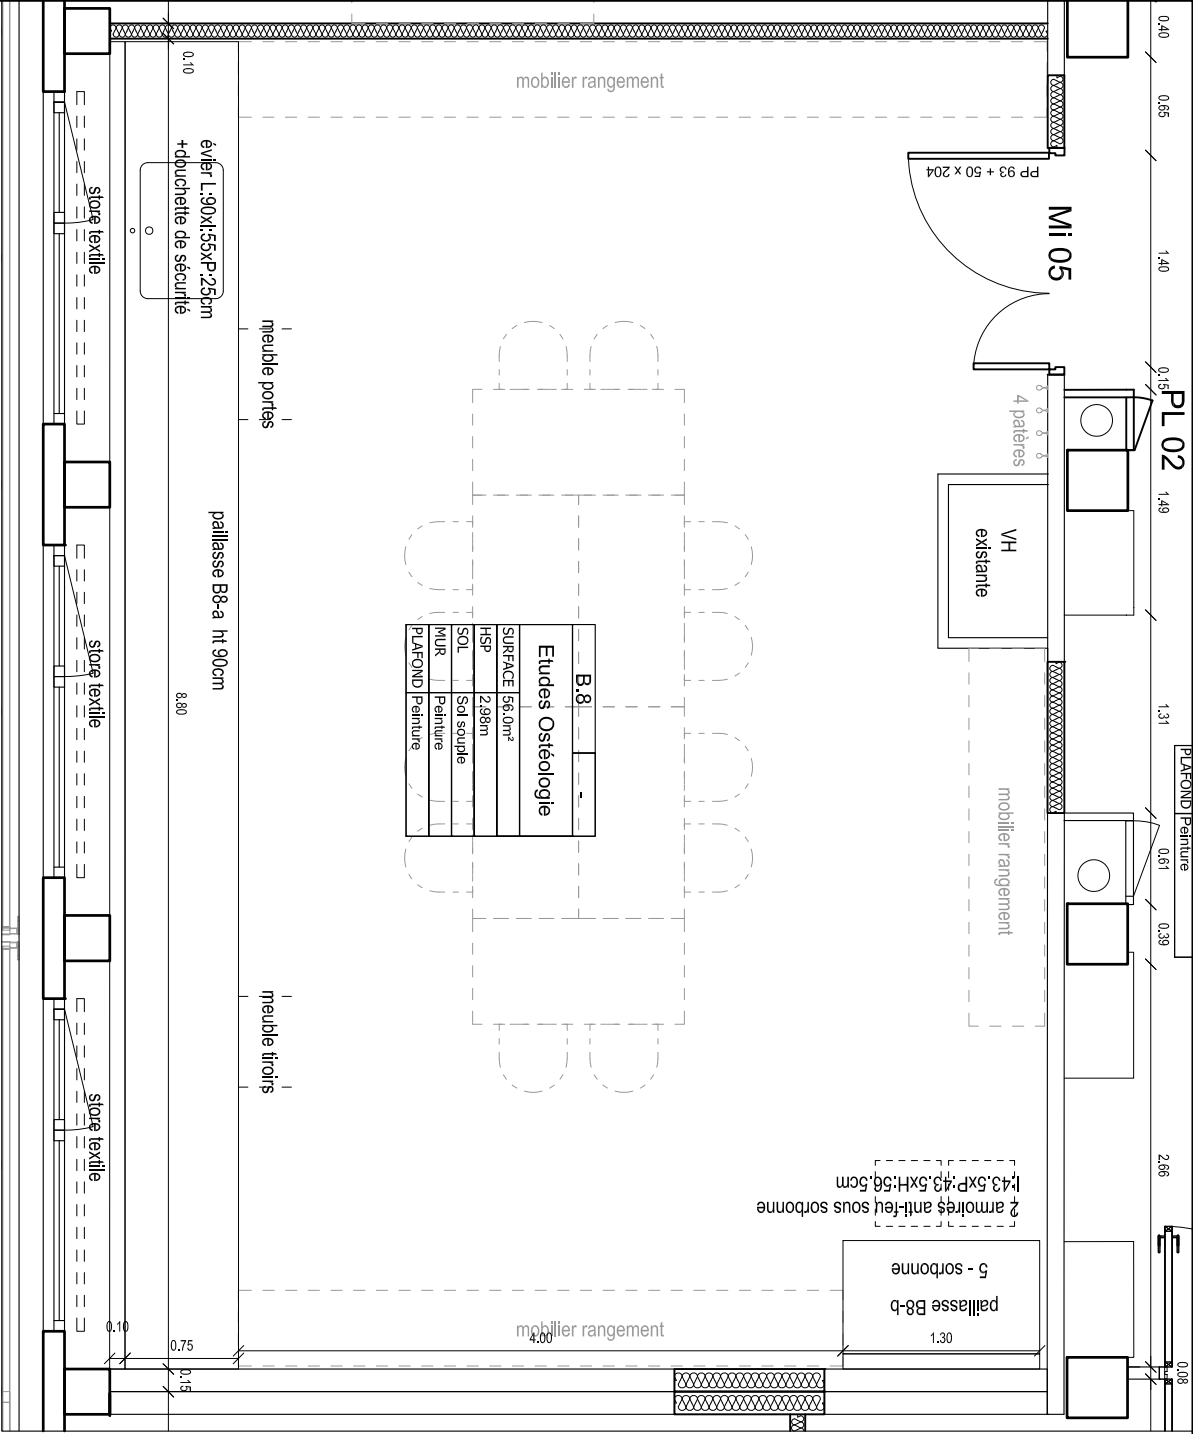 0.40
0.65
1.40
0.15
1.49
1.31
0.61
0.39
2.66
0.08
PL 02
PLAFOND Peinture
Mi 05
PP 93 + 50 x 204
mobilier rangement
4 patères
VH
existante
mobilier rangement
2 armoires anti-feu sous sorbonne
l:43.5xP:43.5xH:56.5cm
5 - sorbonne
paillasse B8-b
1.30
4.00
mobilier rangement
B.8 -
Etudes Ostéologie
SURFACE 56.0m²
HSP 2.98m
SOL Sol souple
MUR Peinture
PLAFOND Peinture
meuble portes
meuble tiroirs
paillasse B8-a ht 90cm
évier L:90xl:55xP:25cm
+douchette de sécurité
0.10
8.80
0.15
0.75
0.10
store textile
store textile
store textile